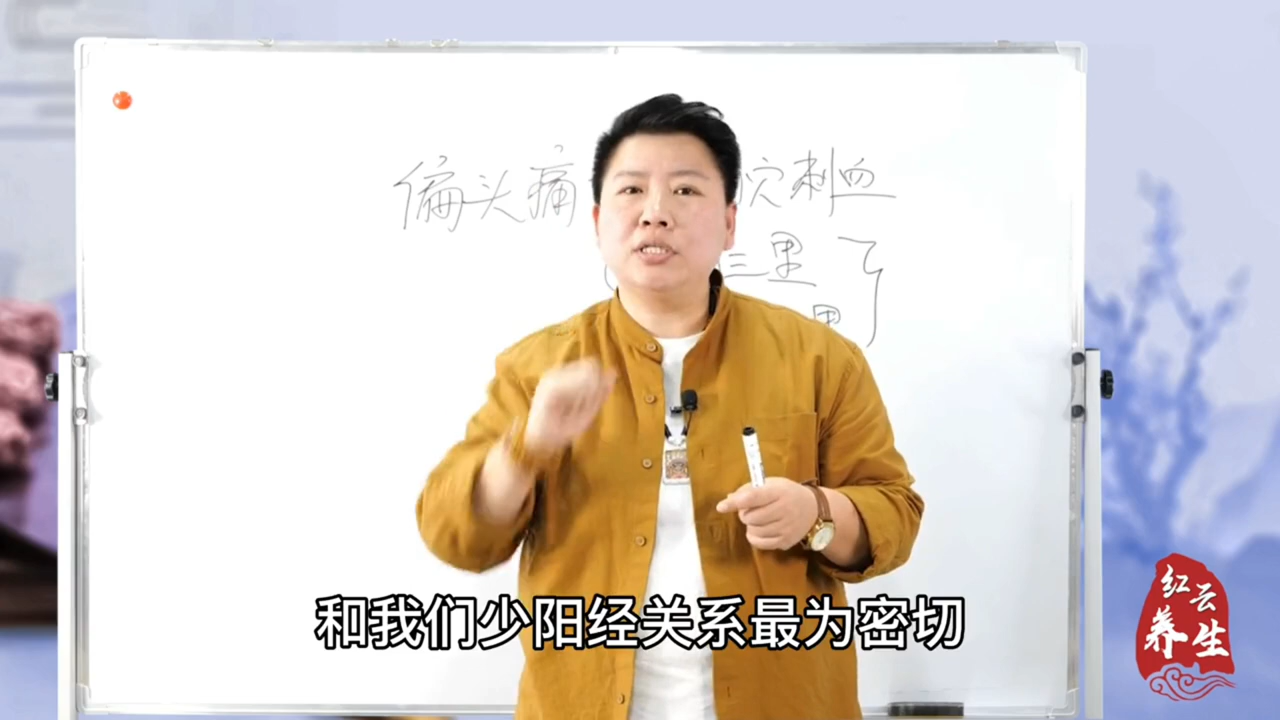 偏头痛 穴刺血
三里
里
和我们少阳经关系最为密切
红云
养生